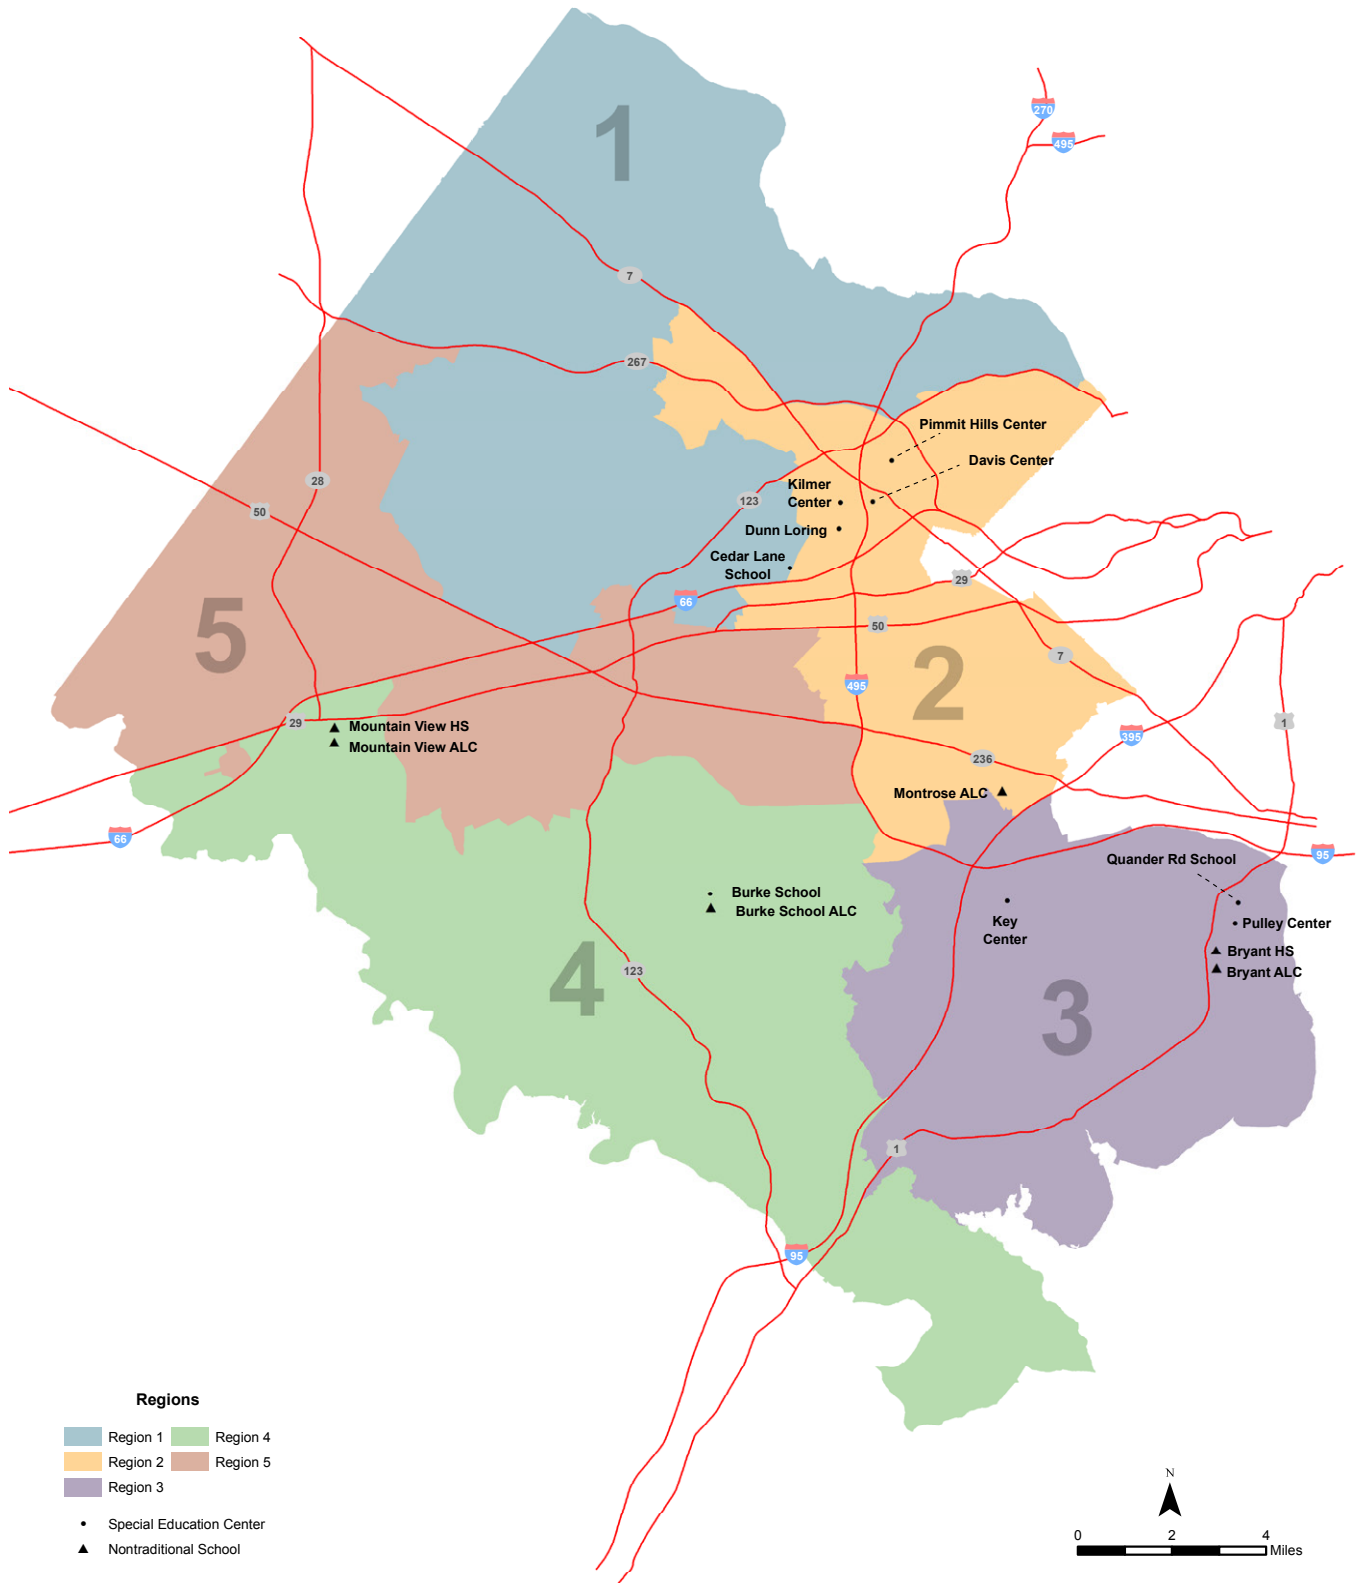 270
495
1
7
267
Pimmit Hills Center
Davis Center
28
Kilmer
Center
123
50
Dunn Loring
Cedar Lane
School
29
66
50
5
7
2
495
29
Mountain View HS
Mountain View ALC
1
395
236
Montrose ALC
66
95
Quander Rd School
Burke School
Burke School ALC
Key
Center
Pulley Center
Bryant HS
Bryant ALC
4
123
3
1
95
Regions
Region 1
Region 4
Region 2
Region 5
Region 3
Special Education Center
Nontraditional School
N
0 2 4
Miles